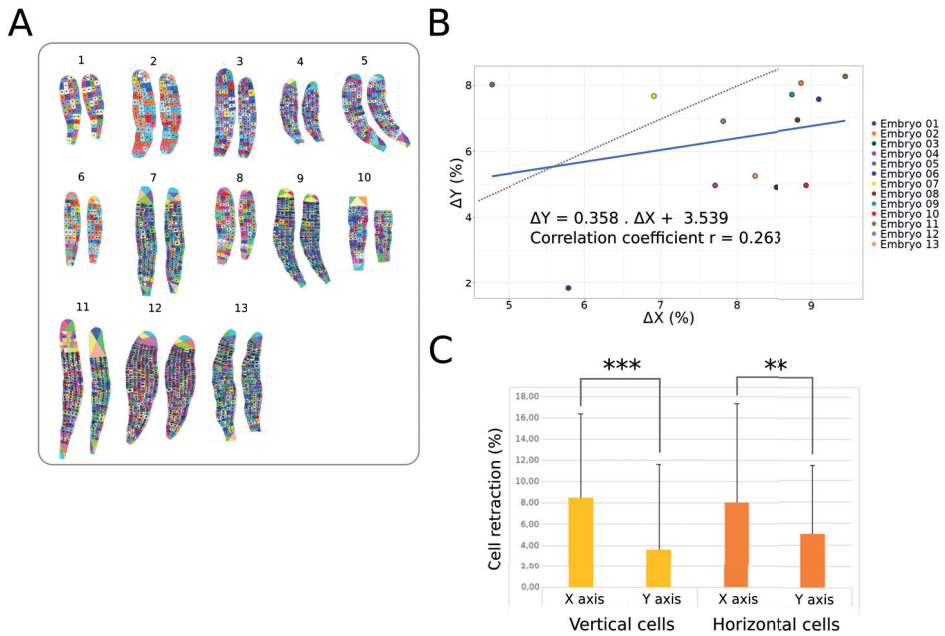 A
1 2 3 4 5
6 7 8 9 10
11 12 13
B
ΔY (%)
8
6
4
2
ΔY = 0.358 . ΔX + 3.539
Correlation coefficient r = 0.263
5 6 7 8 9
ΔX (%)
Embryo 01
Embryo 02
Embryo 03
Embryo 04
Embryo 05
Embryo 06
Embryo 07
Embryo 08
Embryo 09
Embryo 10
Embryo 11
Embryo 12
Embryo 13
C
*** **
Cell retraction (%)
18,00
16,00
14,00
12,00
10,00
8,00
6,00
4,00
2,00
0,00
X axis Y axis X axis Y axis
Vertical cells Horizontal cells